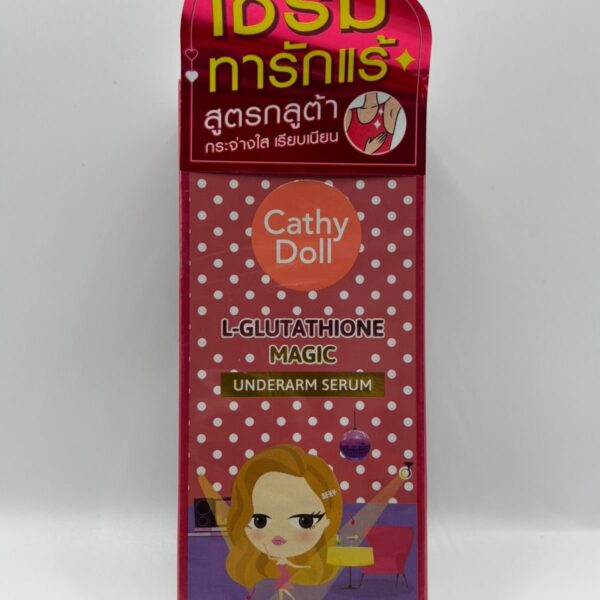 เซรั่ม
ทารักแร้
สูตรกลูต้า
กระจ่างใส เรียบเนียน
Cathy
Doll
L-GLUTATHIONE
MAGIC
UNDERARM SERUM